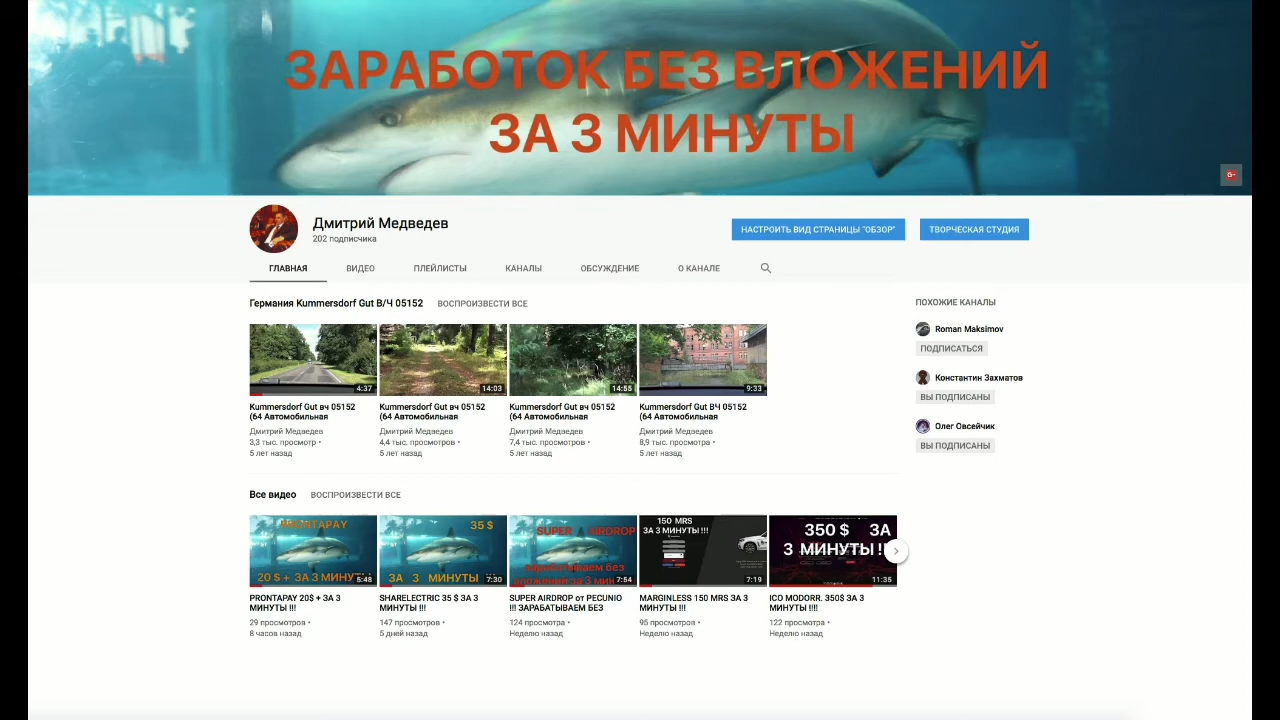 ЗАРАБОТОК БЕЗ ВЛОЖЕНИЙ
ЗА 3 МИНУТЫ
G+
Дмитрий Медведев
202 подписчика
НАСТРОИТЬ ВИД СТРАНИЦЫ "ОБЗОР"
ТВОРЧЕСКАЯ СТУДИЯ
ГЛАВНАЯ
ВИДЕО
ПЛЕЙЛИСТЫ
КАНАЛЫ
ОБСУЖДЕНИЕ
О КАНАЛЕ
Германия Kummersdorf Gut В/Ч 05152
ВОСПРОИЗВЕСТИ ВСЕ
4:37
Kummersdorf Gut вч 05152
(64 Автомобильная
Дмитрий Медведев
3,3 тыс. просмотр •
5 лет назад
14:03
Kummersdorf Gut вч 05152
(64 Автомобильная
Дмитрий Медведев
4,4 тыс. просмотров •
5 лет назад
14:55
Kummersdorf Gut вч 05152
(64 Автомобильная
Дмитрий Медведев
7,4 тыс. просмотров •
5 лет назад
9:33
Kummersdorf Gut ВЧ 05152
(64 Автомобильная
Дмитрий Медведев
8,9 тыс. просмотра •
5 лет назад
ПОХОЖИЕ КАНАЛЫ
Roman Maksimov
ПОДПИСАТЬСЯ
Константин Захматов
ВЫ ПОДПИСАНЫ
Олег Овсейчик
ВЫ ПОДПИСАНЫ
Все видео
ВОСПРОИЗВЕСТИ ВСЕ
PRONTAPAY
20 $ + ЗА 3 МИНУТЫ
5:48
PRONTAPAY 20$ + ЗА 3
МИНУТЫ !!!
29 просмотров •
8 часов назад
35 $
ЗА 3 МИНУТЫ
7:30
SHARELECTRIC 35 $ ЗА 3
МИНУТЫ !!!
147 просмотров •
5 дней назад
SUPER AIRDROP
зарабатываем без
вложения за 3 мин
7:54
SUPER AIRDROP от PECUNIO
!!! ЗАРАБАТЫВАЕМ БЕЗ
124 просмотра •
Неделю назад
150 MRS
ЗА 3 МИНУТЫ !!!
7:19
MARGINLESS 150 MRS ЗА 3
МИНУТЫ !!!
95 просмотров •
Неделю назад
350 $ ЗА
3 МИНУТЫ !!
11:35
ICO MODORR. 350$ ЗА 3
МИНУТЫ !!!!
122 просмотра •
Неделю назад